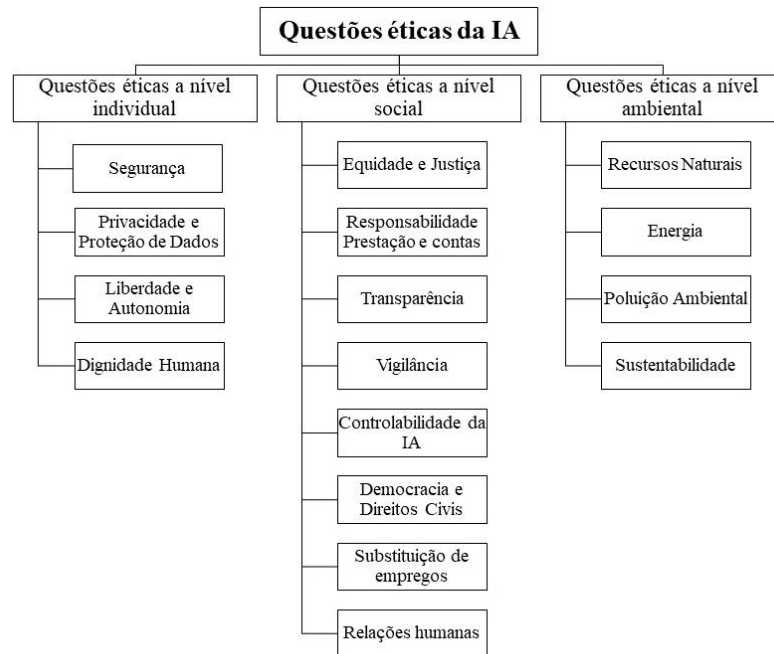 Questões éticas da IA
Questões éticas a nível
individual
Segurança
Privacidade e
Proteção de Dados
Liberdade e
Autonomia
Dignidade Humana
Questões éticas a nível
social
Equidade e Justiça
Responsabilidade
Prestação e contas
Transparência
Vigilância
Controlabilidade da
IA
Democracia e
Direitos Civis
Substituição de
empregos
Relações humanas
Questões éticas a nível
ambiental
Recursos Naturais
Energia
Poluição Ambiental
Sustentabilidade